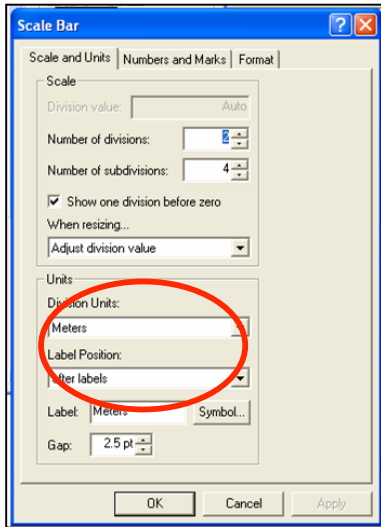 Scale Bar
Scale and Units Numbers and Marks Format
Scale
Division value: Auto
Number of divisions: 2
Number of subdivisions: 4
Show one division before zero
When resizing...
Adjust division value
Units
Division Units:
Meters
Label Position:
after labels
Label: Meters Symbol...
Gap: 2.5 pt
OK Cancel Apply